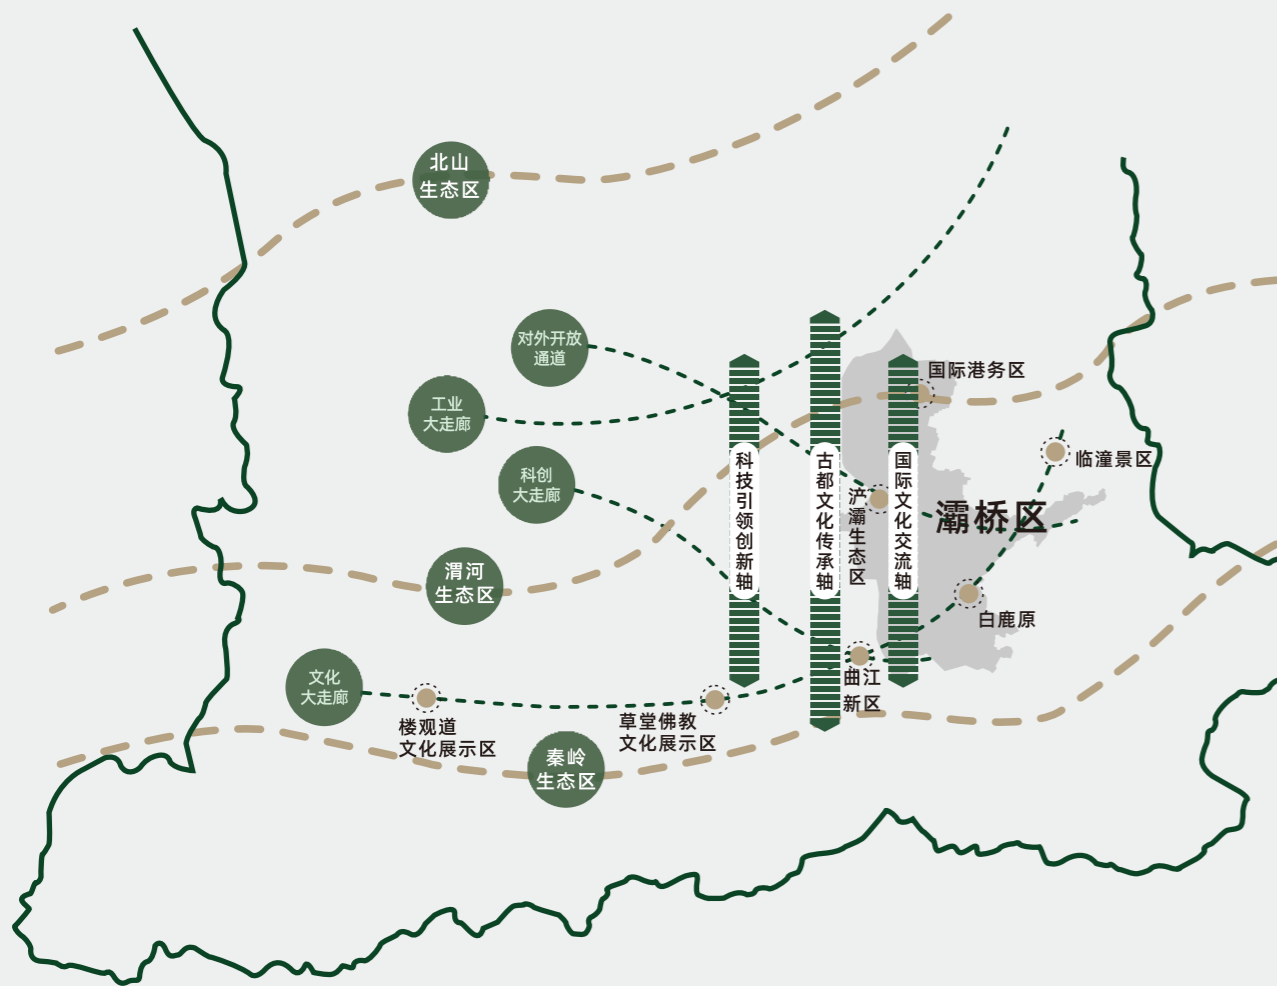 北山
生态区
对外开放
通道
国际港务区
工业
大走廊
科创
大走廊
科技引领创新轴
古都文化传承轴
国际文化交流轴
临潼景区
浐灞生态区
灞桥区
渭河
生态区
白鹿原
文化
大走廊
曲江
新区
楼观道
文化展示区
草堂佛教
文化展示区
秦岭
生态区